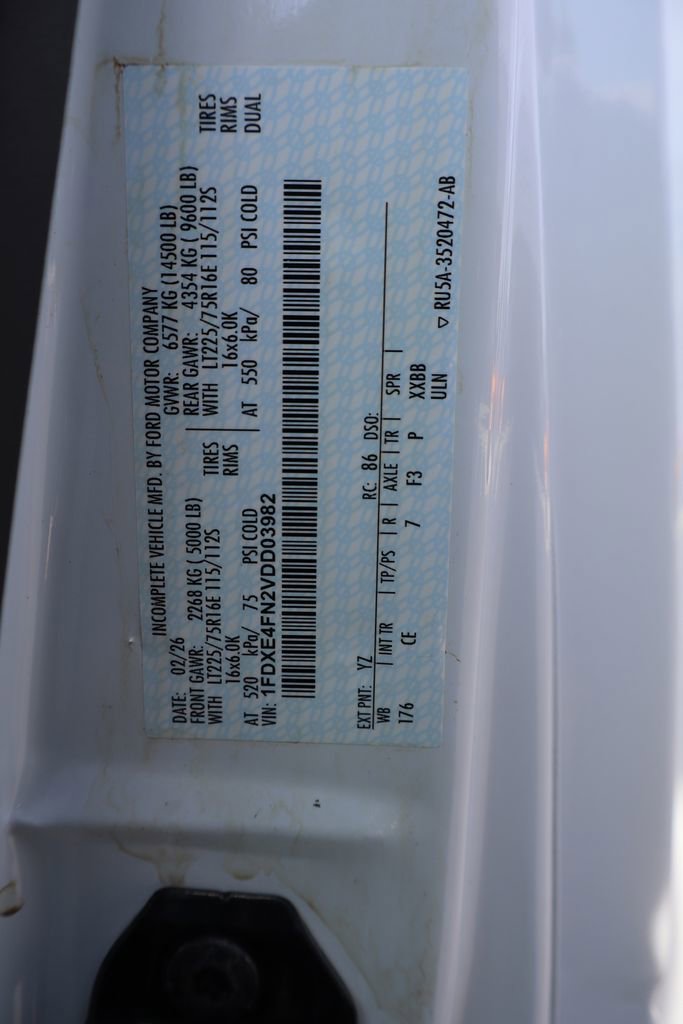 INCOMPLETE VEHICLE MFD. BY FORD MOTOR COMPANY
DATE: 02/26 GVWR: 6577 KG (14500 LB)
FRONT GAWR: 2268 KG ( 5000 LB) REAR GAWR: 4354 KG ( 9600 LB)
WITH LT225/75R16E 115/112S TIRES WITH LT225/75R16E 115/112S TIRES
16x6.0K RIMS 16x6.0K RIMS
AT 520 kPa/ 75 PSI COLD AT 550 kPa/ 80 PSI COLD DUAL
VIN: 1FDXE4FN2VDD03982
EXT PNT: YZ RC: 86 DSO:
WB | INT TR | TP/PS | R | AXLE | TR | SPR |
176 CE 7 F3 P XXBB
ULN
▽ RU5A-3520472-AB